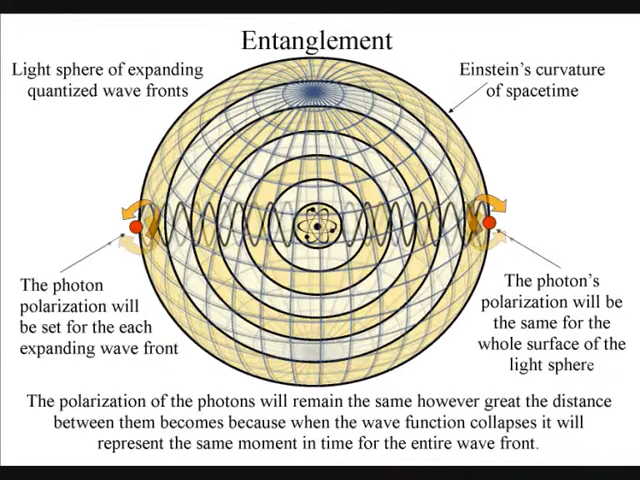 Entanglement
Light sphere of expanding
quantized wave fronts
Einstein's curvature
of spacetime
The photon
polarization will
be set for the each
expanding wave front
The photon's
polarization will be
the same for the
whole surface of the
light sphere
The polarization of the photons will remain the same however great the distance
between them becomes because when the wave function collapses it will
represent the same moment in time for the entire wave front.